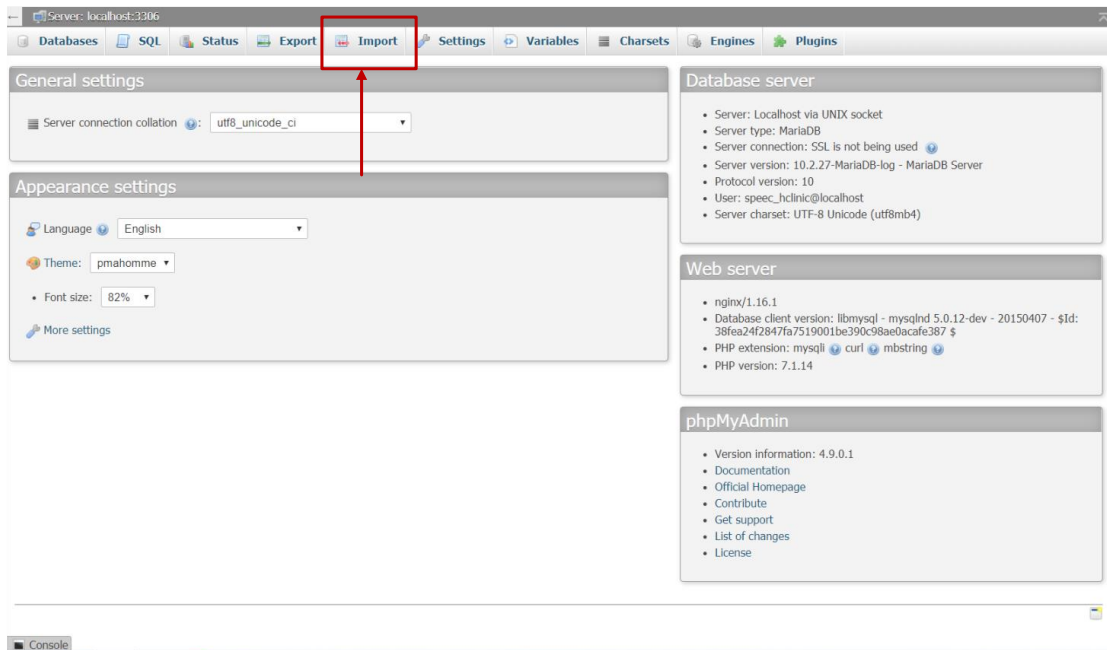 Server: localhost:3306
Databases SQL Status Export Import Settings Variables Charsets Engines Plugins
General settings
Server connection collation : utf8_unicode_ci
Appearance settings
Language English
Theme: pmahomme
Font size: 82%
More settings
Database server
Server: Localhost via UNIX socket
Server type: MariaDB
Server connection: SSL is not being used
Server version: 10.2.27-MariaDB-log - MariaDB Server
Protocol version: 10
User: speec_hclinic@localhost
Server charset: UTF-8 Unicode (utf8mb4)
Web server
nginx/1.16.1
Database client version: libmysql - mysqlnd 5.0.12-dev - 20150407 - $Id:
38fea24f2847fa7519001be390c98ae0acafe387 $
PHP extension: mysqli curl mbstring
PHP version: 7.1.14
phpMyAdmin
Version information: 4.9.0.1
Documentation
Official Homepage
Contribute
Get support
List of changes
License
Console